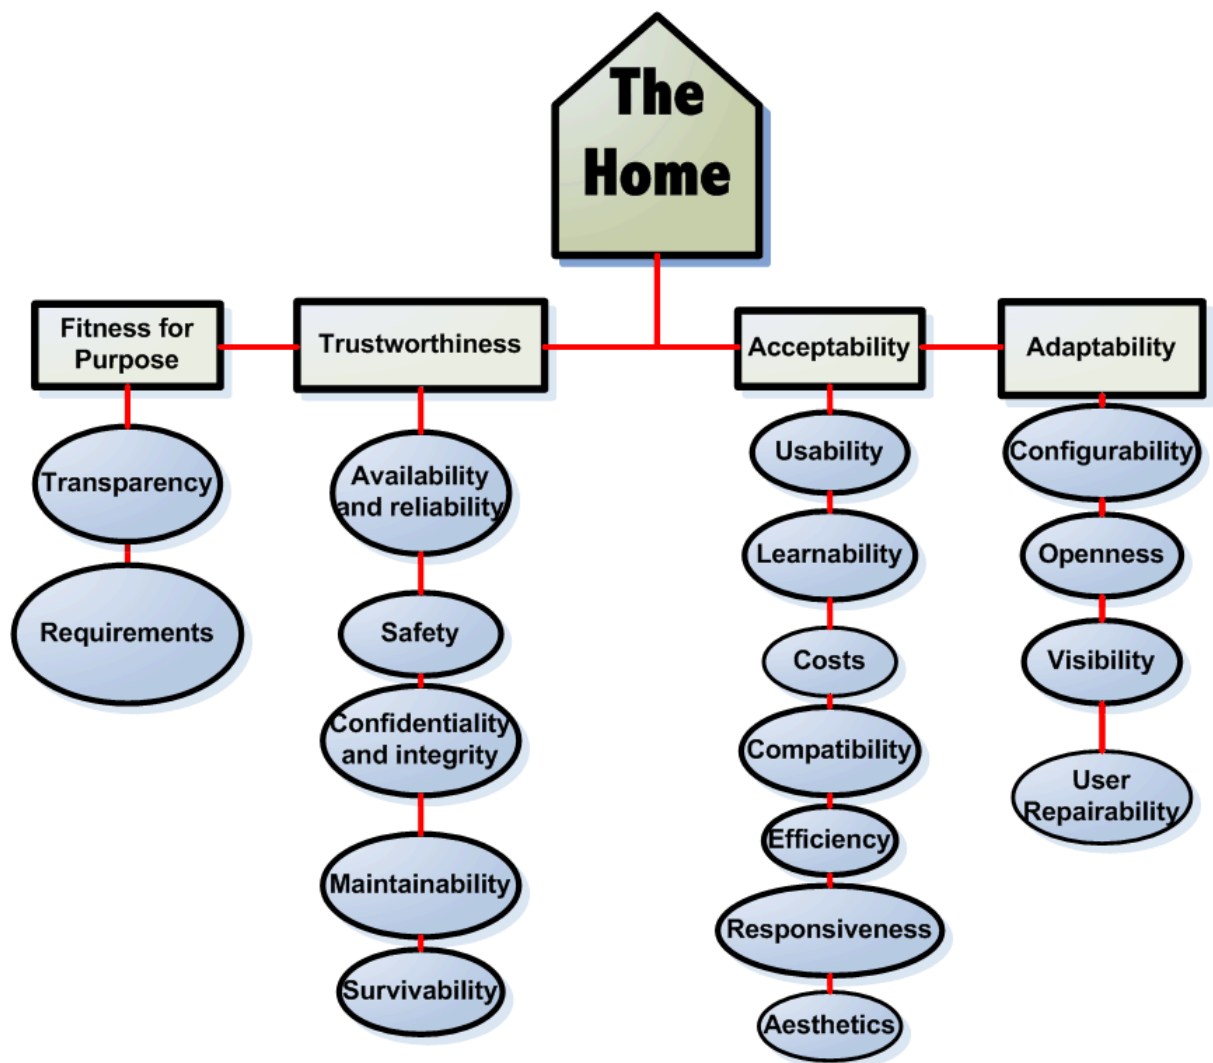 The
Home
Fitness for
Purpose
Transparency
Requirements
Trustworthiness
Availability
and reliability
Safety
Confidentiality
and integrity
Maintainability
Survivability
Acceptability
Usability
Learnability
Costs
Compatibility
Efficiency
Responsiveness
Aesthetics
Adaptability
Configurability
Openness
Visibility
User
Repairability